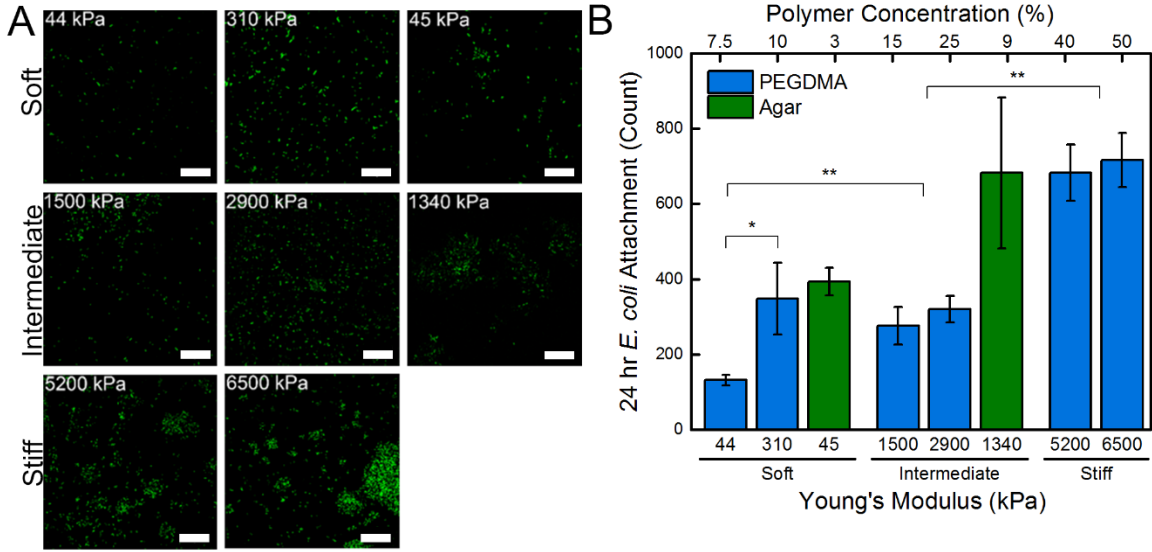 A
44 kPa
310 kPa
45 kPa
Soft
1500 kPa
2900 kPa
1340 kPa
Intermediate
5200 kPa
6500 kPa
Stiff
B
Polymer Concentration (%)
7.5 10 3 15 25 9 40 50
1000
800
600
400
200
0
24 hr E. coli Attachment (Count)
PEGDMA
Agar
**
**
*
44 310 45 1500 2900 1340 5200 6500
Soft Intermediate Stiff
Young's Modulus (kPa)